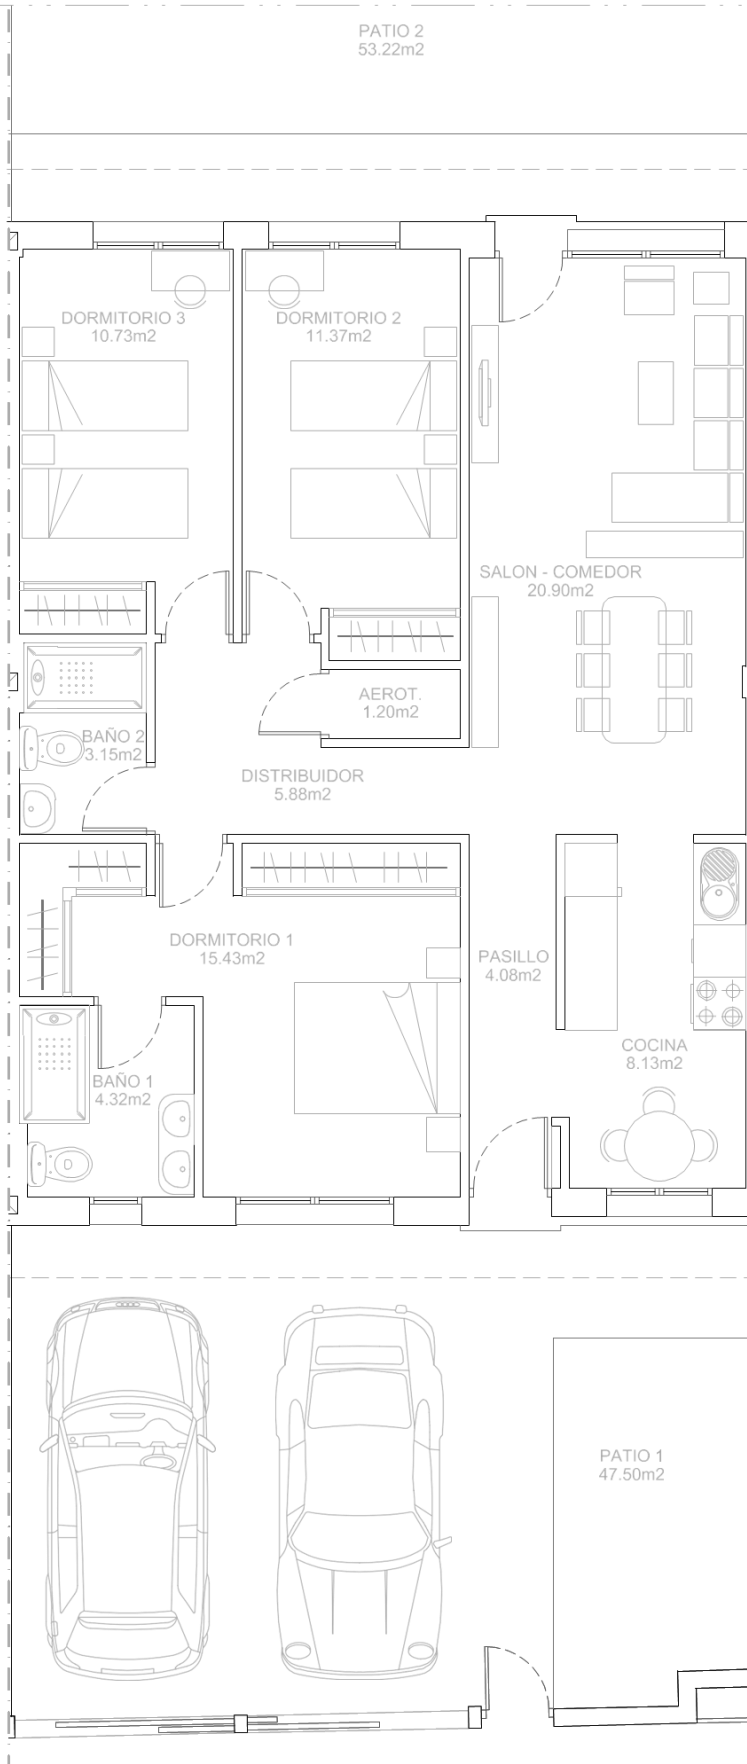 PATIO 2
53.22m2
DORMITORIO 3
10.73m2
DORMITORIO 2
11.37m2
SALON - COMEDOR
20.90m2
AEROT.
1.20m2
BAÑO 2
3.15m2
DISTRIBUIDOR
5.88m2
DORMITORIO 1
15.43m2
PASILLO
4.08m2
COCINA
8.13m2
BAÑO 1
4.32m2
PATIO 1
47.50m2